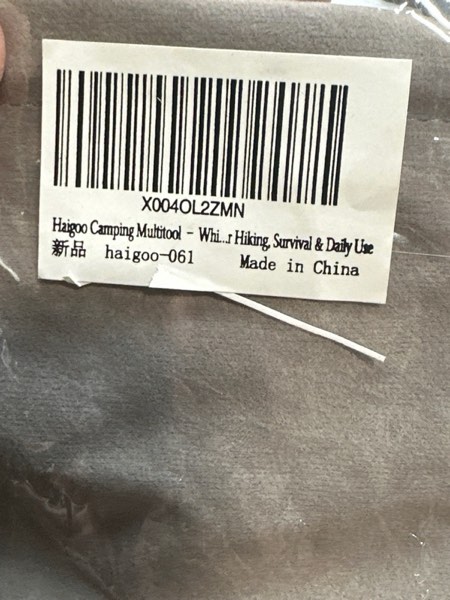 X004OL2ZMN
Haigoo Camping Multitool - Whi...r Hiking, Survival & Daily Use
新品 haigoo-061 Made in China